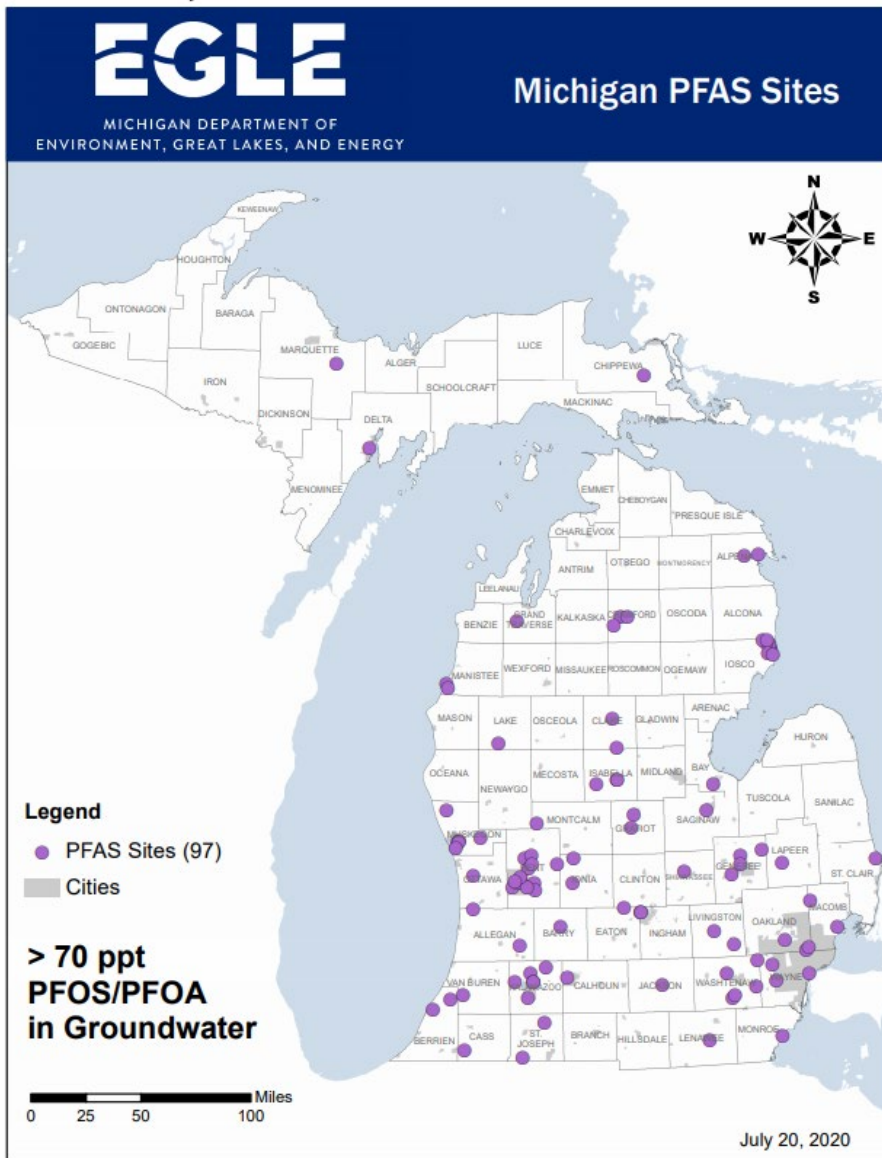 EGLE
MICHIGAN DEPARTMENT OF
ENVIRONMENT, GREAT LAKES, AND ENERGY
Michigan PFAS Sites
N
W E
S
KEWEENAW
HOUGHTON
ONTONAGON
BARAGA
GOGEBIC
MARQUETTE
ALGER
LUCE
CHIPPEWA
IRON
SCHOOLCRAFT
MACKINAC
DICKINSON
DELTA
MENOMINEE
EMMET
CHEBOYGAN
PRESQUE ISLE
CHARLEVOIX
ANTRIM
OTSEGO
MONTMORENCY
LEELANAU
BENZIE
GRAND
TRAVERSE
KALKASKA
OSCODA
ALCONA
MANISTEE
WEXFORD
MISSAUKEE
ROSCOMMON
OGEMAW
IOSCO
MASON
LAKE
OSCEOLA
GLADWIN
ARENAC
HURON
OCEANA
NEWAYGO
MECOSTA
ISABELLA
MIDLAND
BAY
TUSCOLA
SANILAC
MONTCALM
SAGINAW
MUSKEGON
OTTAWA
CLINTON
LAPEER
ST. CLAIR
ALLEGAN
BARRY
EATON
INGHAM
LIVINGSTON
OAKLAND
VAN BUREN
CALHOUN
JACKSON
WASHTENAW
WAYNE
BERRIEN
CASS
ST.
JOSEPH
BRANCH
HILLSDALE
LENAWEE
MONROE
Legend
PFAS Sites (97)
Cities
> 70 ppt
PFOS/PFOA
in Groundwater
Miles
0 25 50 100
July 20, 2020